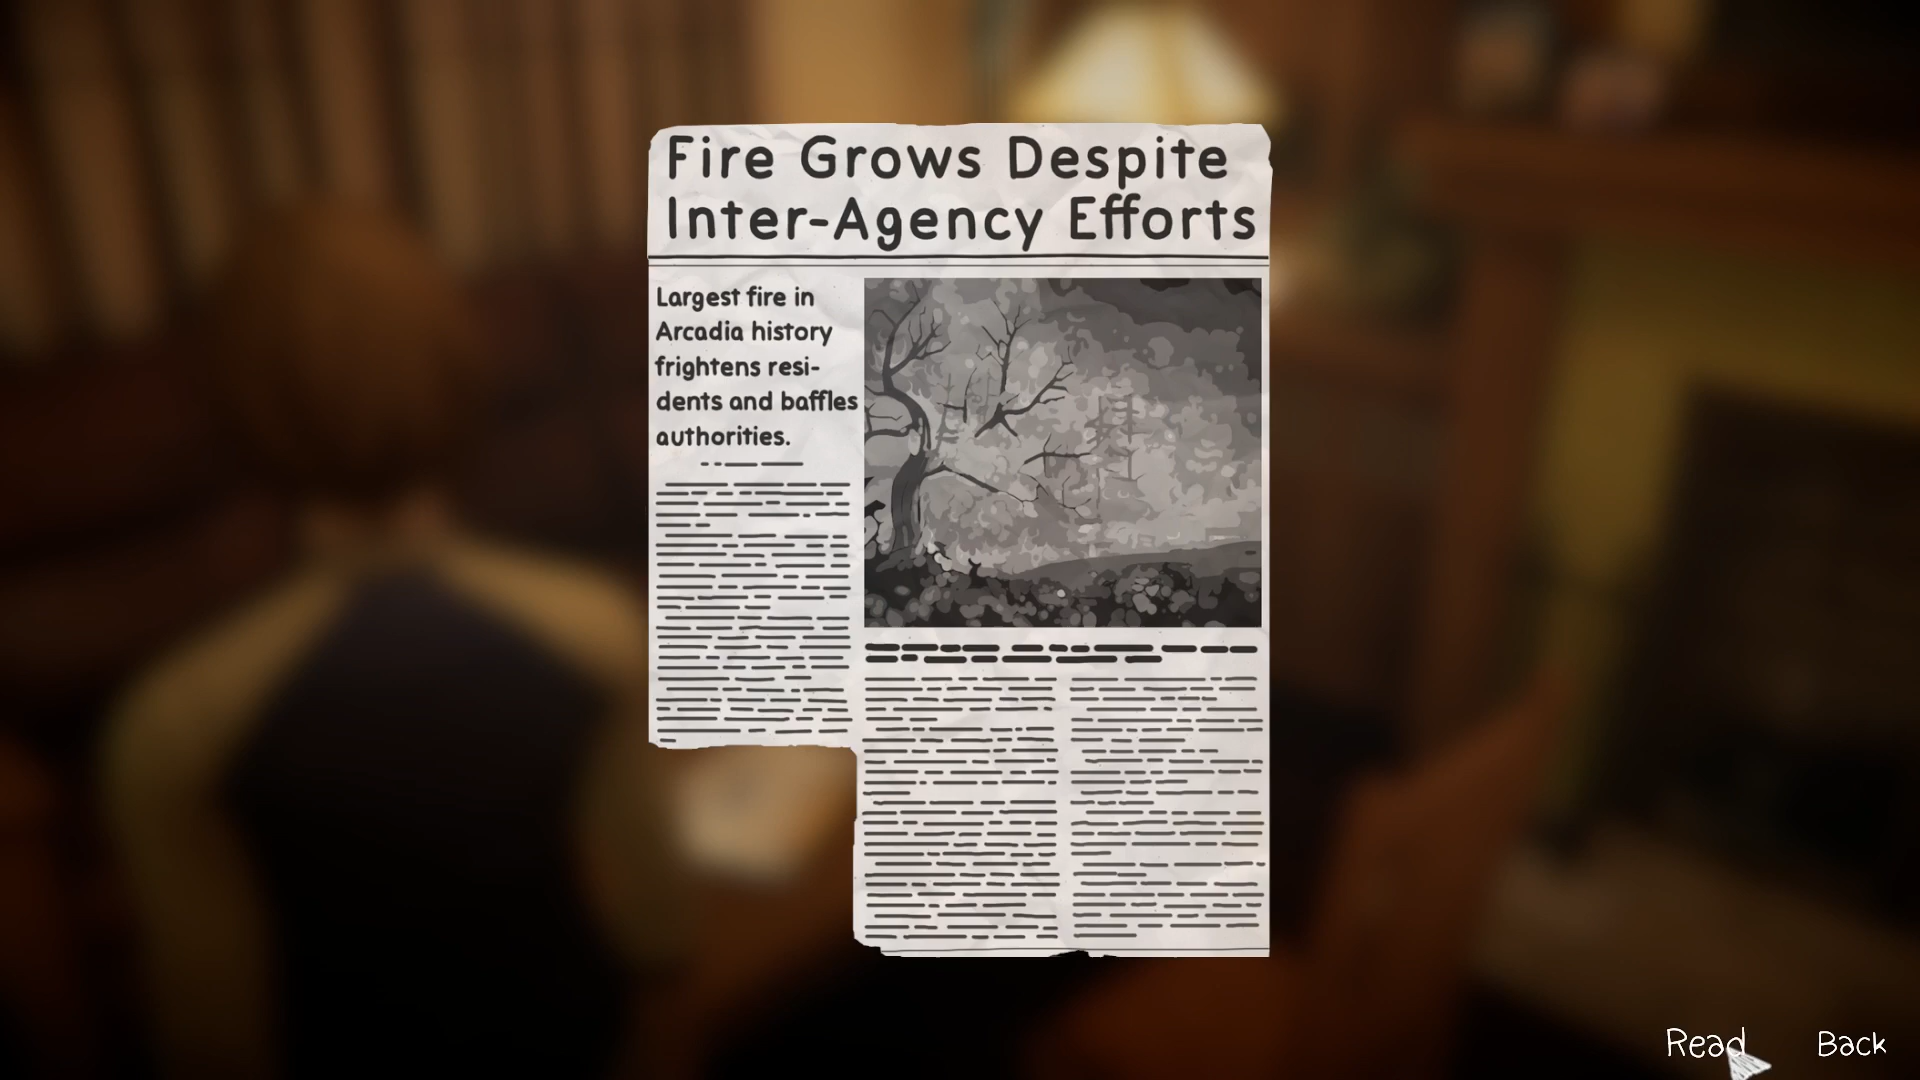 Fire Grows Despite
Inter-Agency Efforts
Largest fire in
Arcadia history
frightens resi-
dents and baffles
authorities.
Read
Back